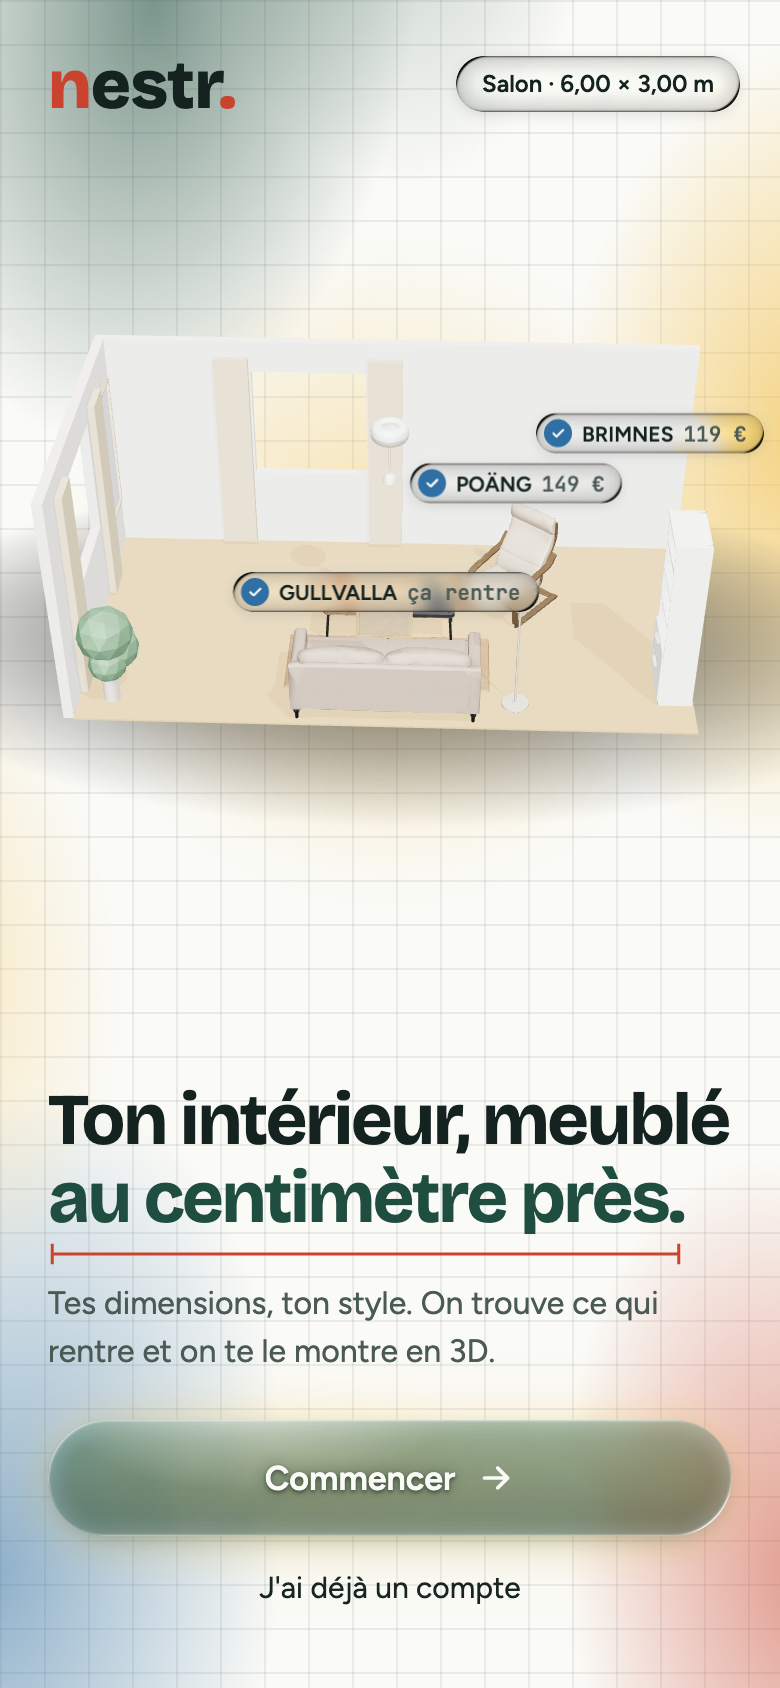 nestr.
Salon · 6,00 × 3,00 m
BRIMNES 119 €
POÄNG 149 €
GULLVALLA ça rentre
Ton intérieur, meublé
au centimètre près.
Tes dimensions, ton style. On trouve ce qui
rentre et on te le montre en 3D.
Commencer →
J'ai déjà un compte